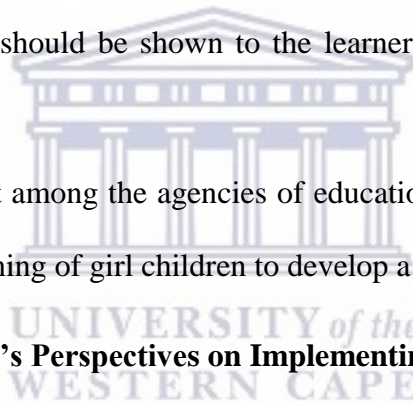 should be shown to the learner
t among the agencies of education
ning of girl children to develop a
UNIVERSITY of the
's Perspectives on Implementin
WESTERN CAPE